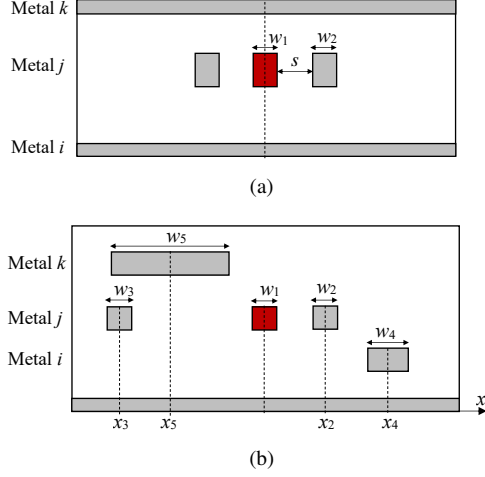 Metal k
w₁ w₂
Metal j
s
Metal i
(a)
w₅
Metal k
w₃ w₁ w₂
Metal j
w₄
Metal i
x
x₃ x₅ x₂ x₄
(b)